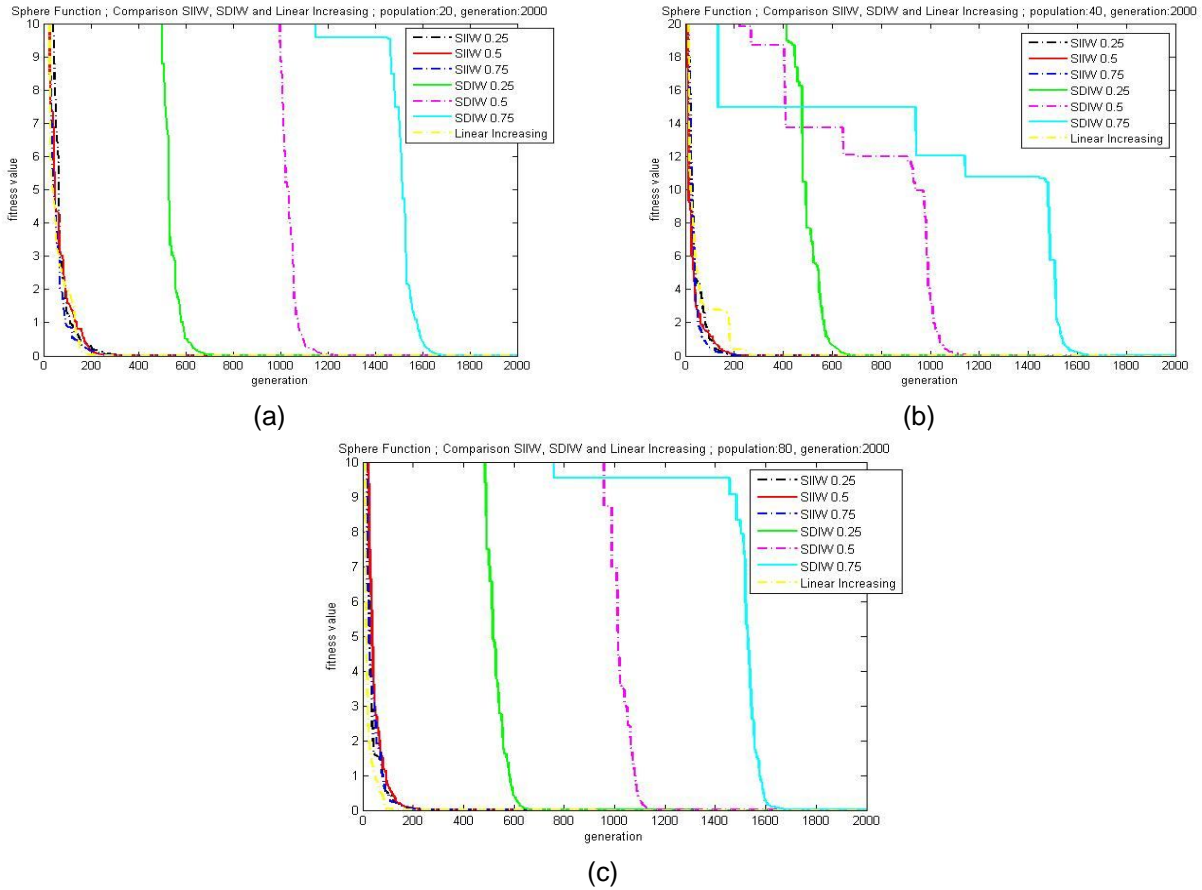 Sphere Function ; Comparison SIIW, SDIW and Linear Increasing ; population:20, generation:2000
10
9
8
7
6
5
4
3
2
1
0
fitness value
SIIW 0.25
SIIW 0.5
SIIW 0.75
SDIW 0.25
SDIW 0.5
SDIW 0.75
Linear Increasing
0 200 400 600 800 1000 1200 1400 1600 1800 2000
generation
(a)
Sphere Function ; Comparison SIIW, SDIW and Linear Increasing ; population:40, generation:2000
20
18
16
14
12
10
8
6
4
2
0
fitness value
SIIW 0.25
SIIW 0.5
SIIW 0.75
SDIW 0.25
SDIW 0.5
SDIW 0.75
Linear Increasing
0 200 400 600 800 1000 1200 1400 1600 1800 2000
generation
(b)
Sphere Function ; Comparison SIIW, SDIW and Linear Increasing ; population:80, generation:2000
10
9
8
7
6
5
4
3
2
1
0
fitness value
SIIW 0.25
SIIW 0.5
SIIW 0.75
SDIW 0.25
SDIW 0.5
SDIW 0.75
Linear Increasing
0 200 400 600 800 1000 1200 1400 1600 1800 2000
generation
(c)